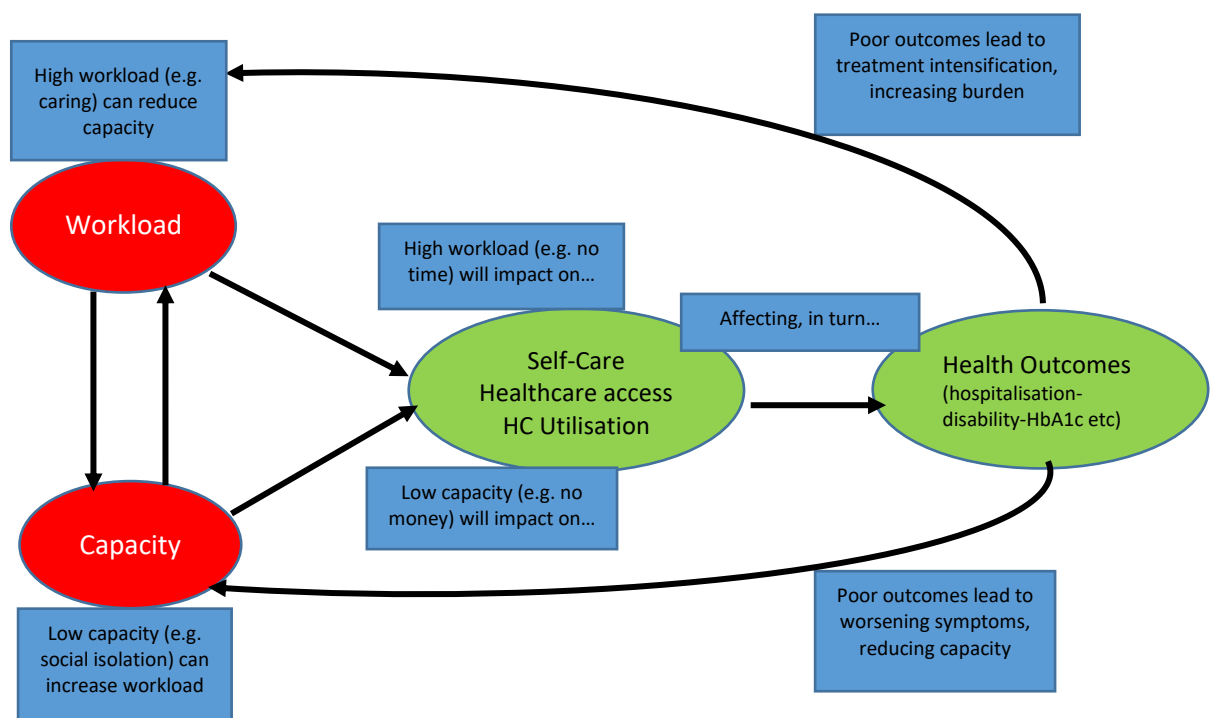 High workload (e.g.
caring) can reduce
capacity
Poor outcomes lead to
treatment intensification,
increasing burden
Workload
High workload (e.g. no
time) will impact on…
Affecting, in turn…
Self-Care
Healthcare access
HC Utilisation
Health Outcomes
(hospitalisation-
disability-HbA1c etc)
Low capacity (e.g. no
money) will impact on…
Capacity
Low capacity (e.g.
social isolation) can
increase workload
Poor outcomes lead to
worsening symptoms,
reducing capacity